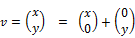 v = (x y) = (x 0) + (0 y)